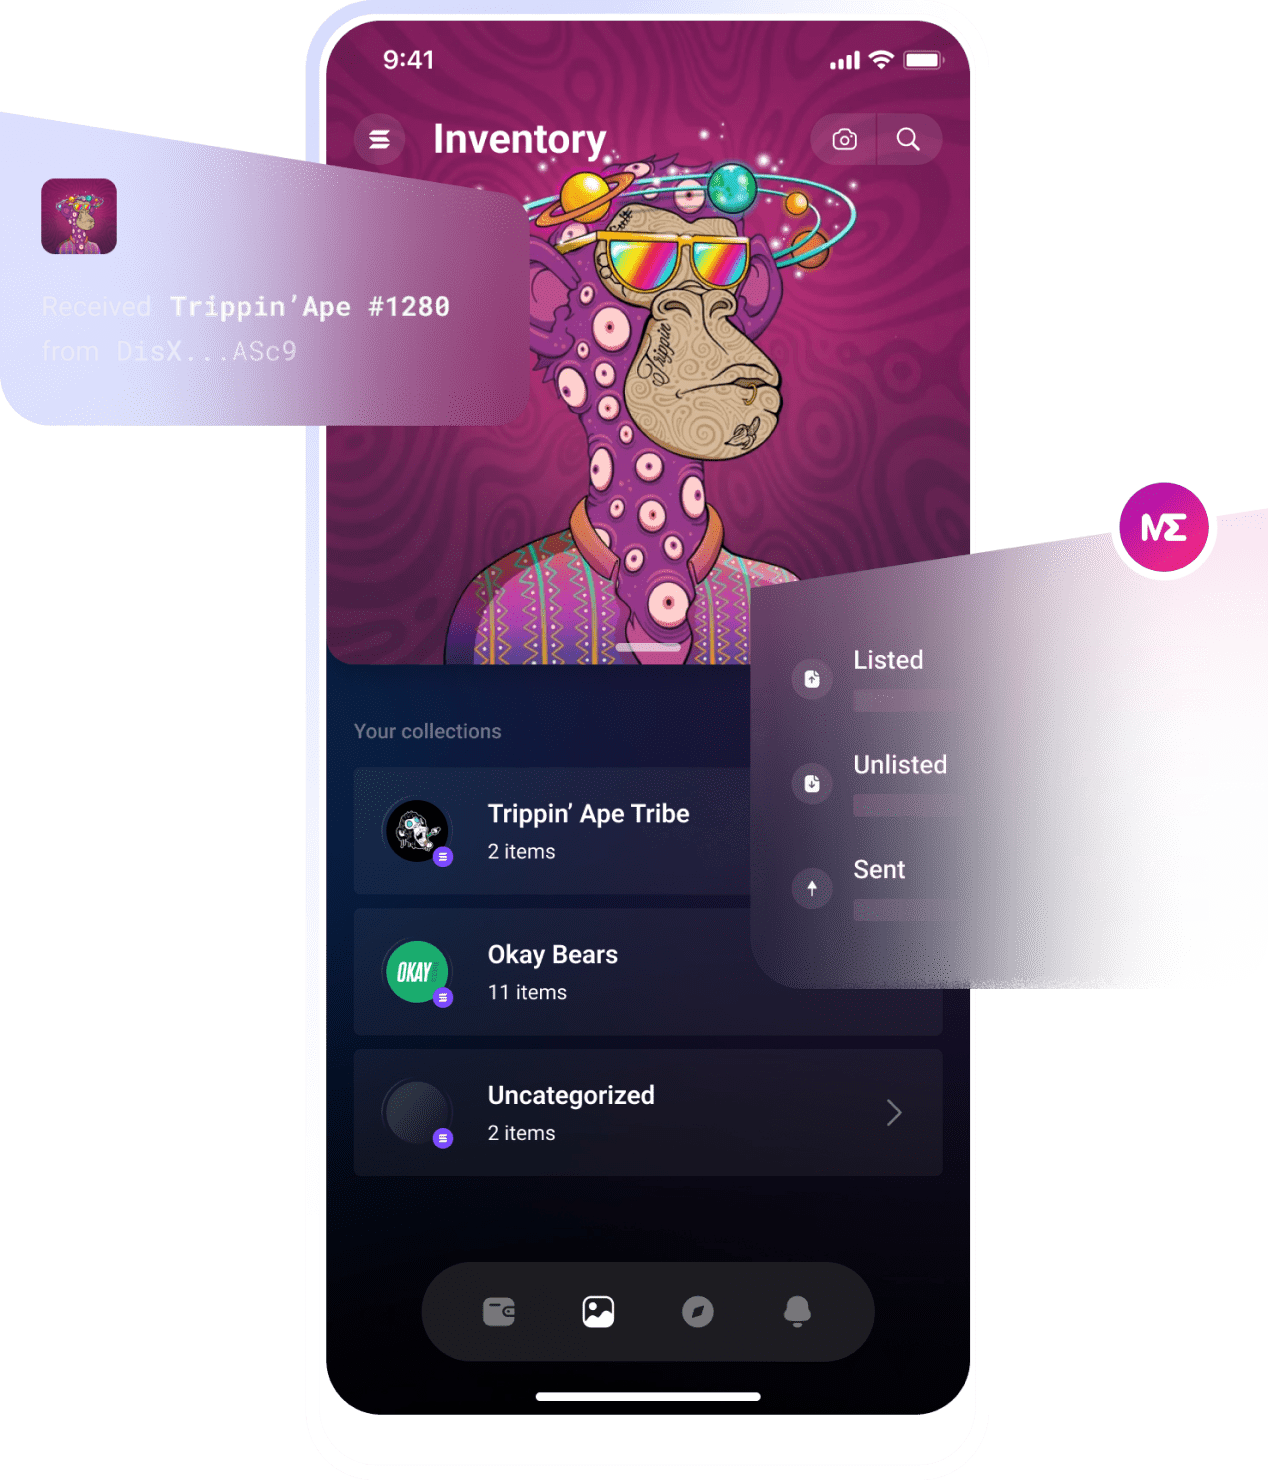 9:41
Inventory
Received Trippin’Ape #1280
from DisX...ASc9
Trippin
ME
Listed
Unlisted
Sent
Your collections
Trippin’ Ape Tribe
2 items
OKAY
Okay Bears
11 items
Uncategorized
2 items